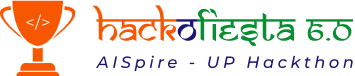 </>
hackofiesta 6.0
AISpire - UP Hackthon